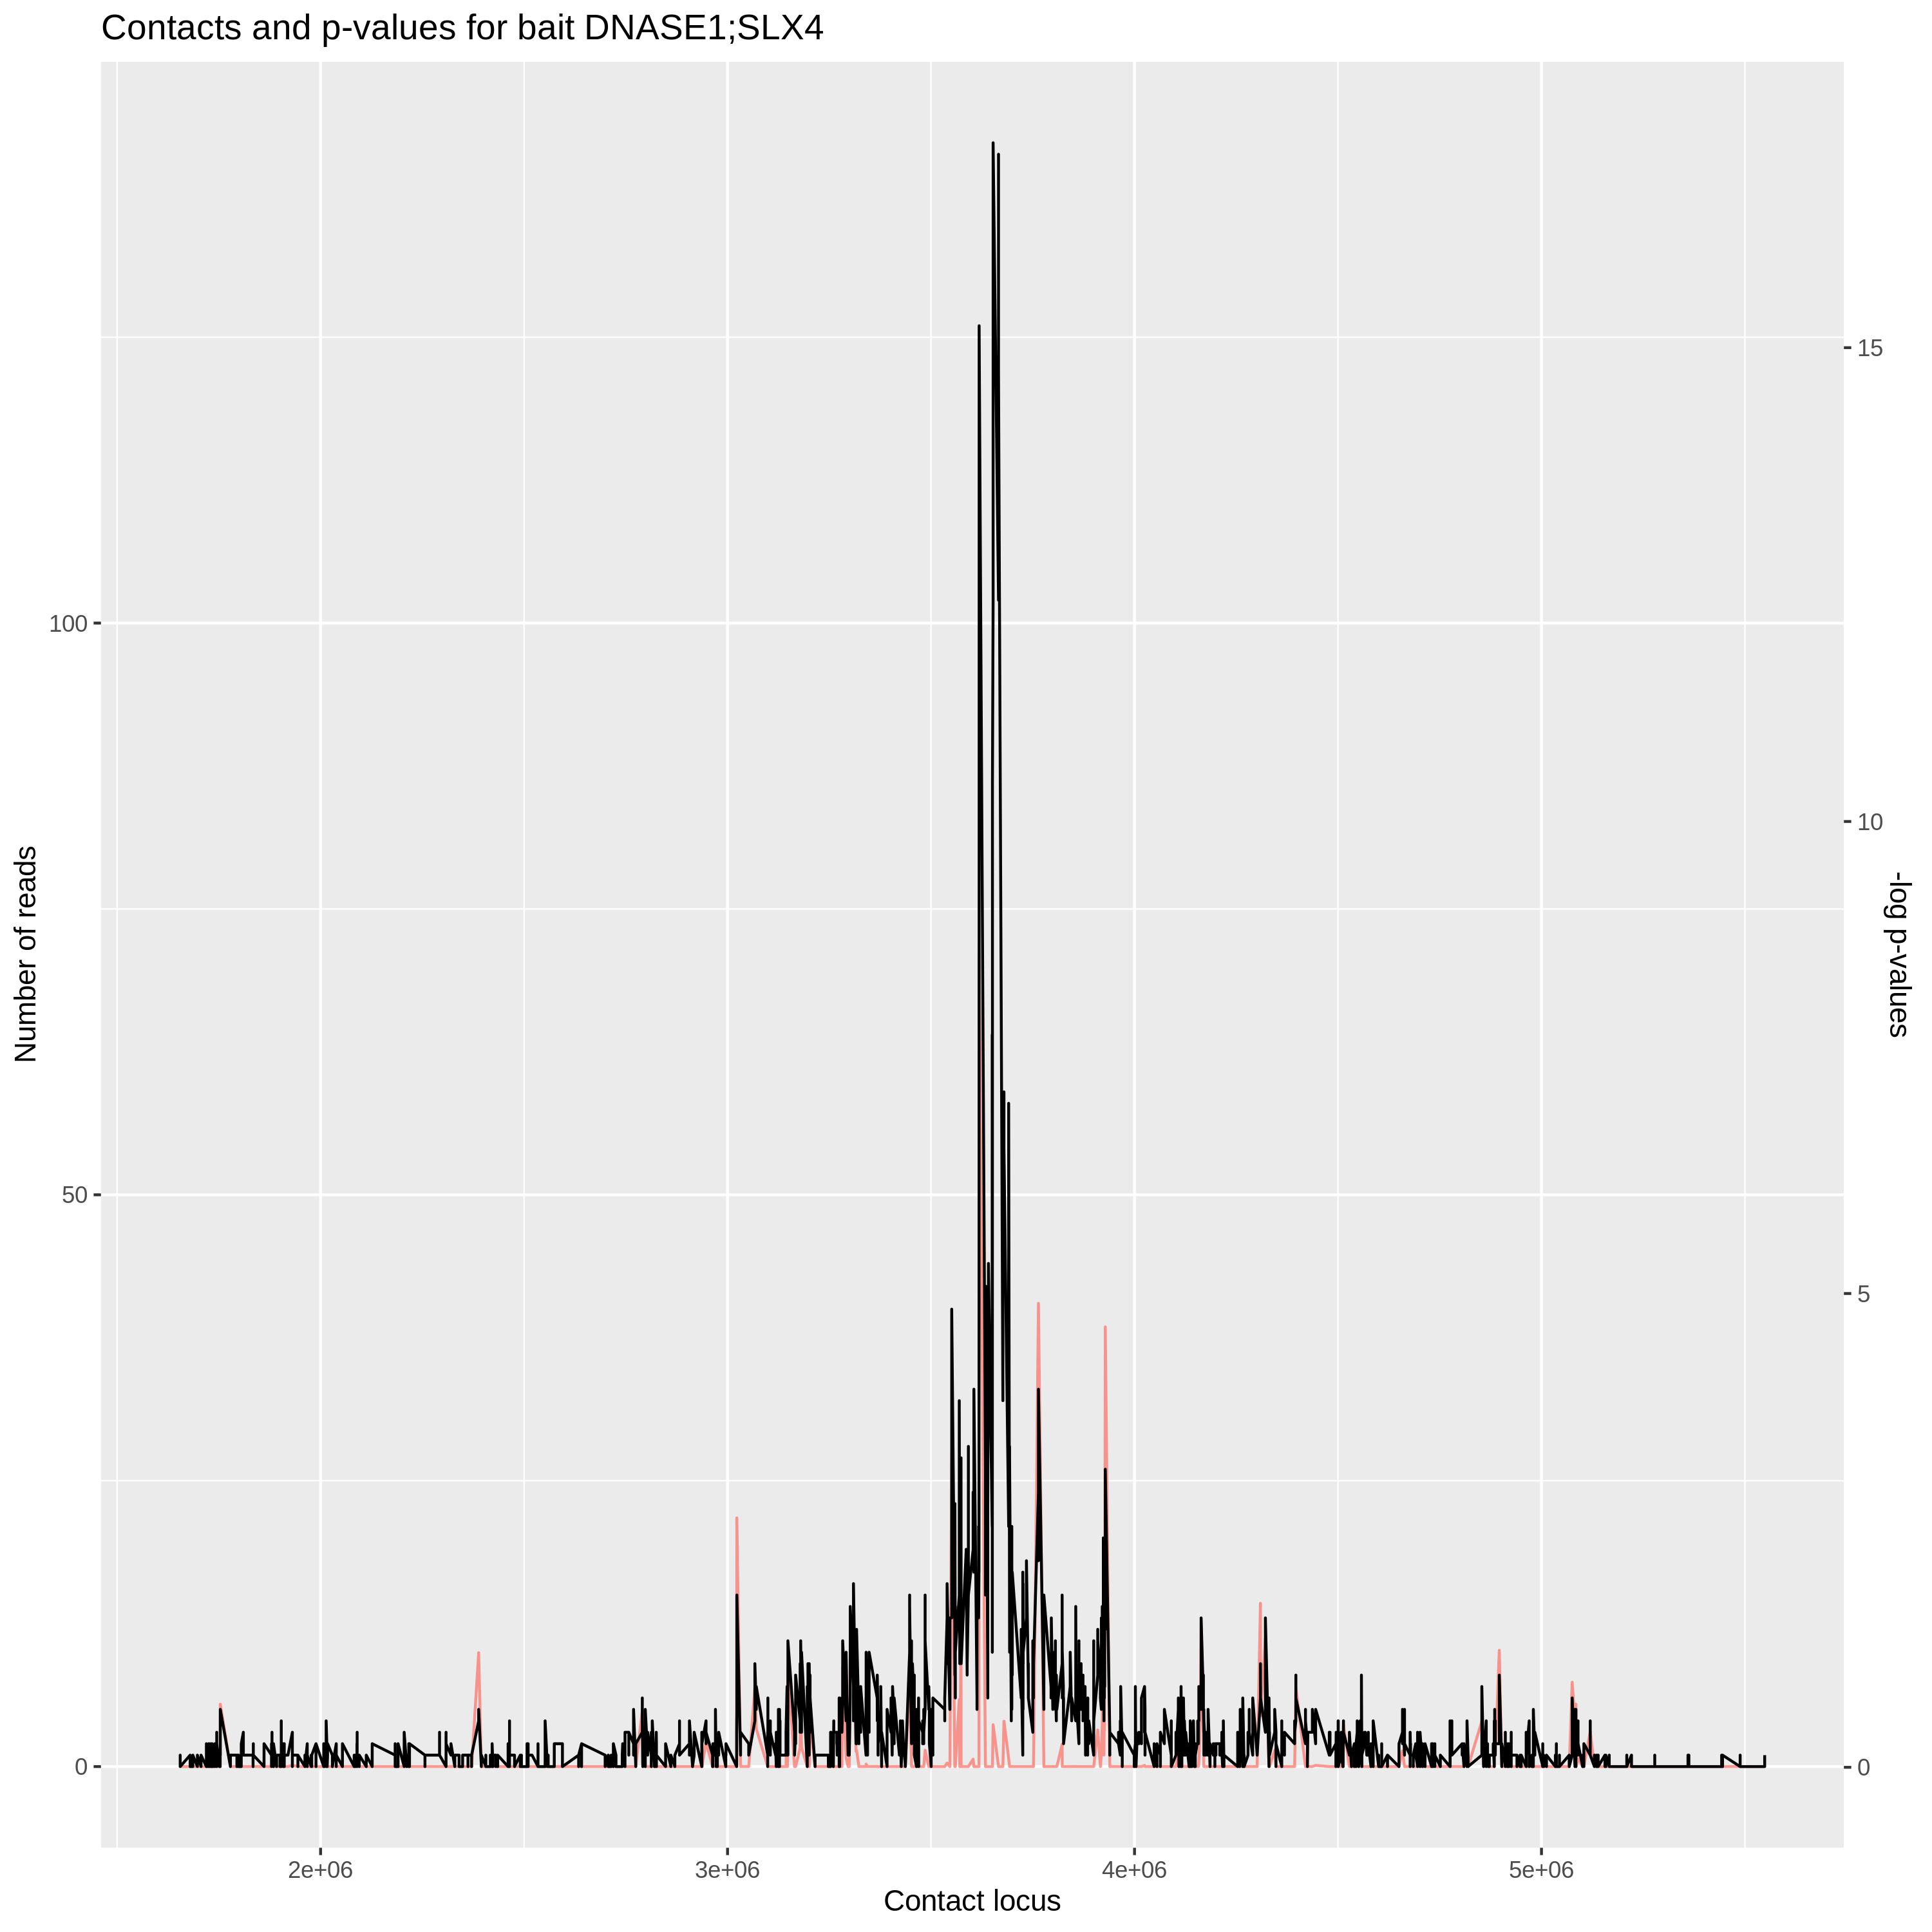 Contacts and p-values for bait DNASE1;SLX4
Number of reads
100
50
0
15
10
5
0
-log p-values
2e+06
3e+06
4e+06
5e+06
Contact locus